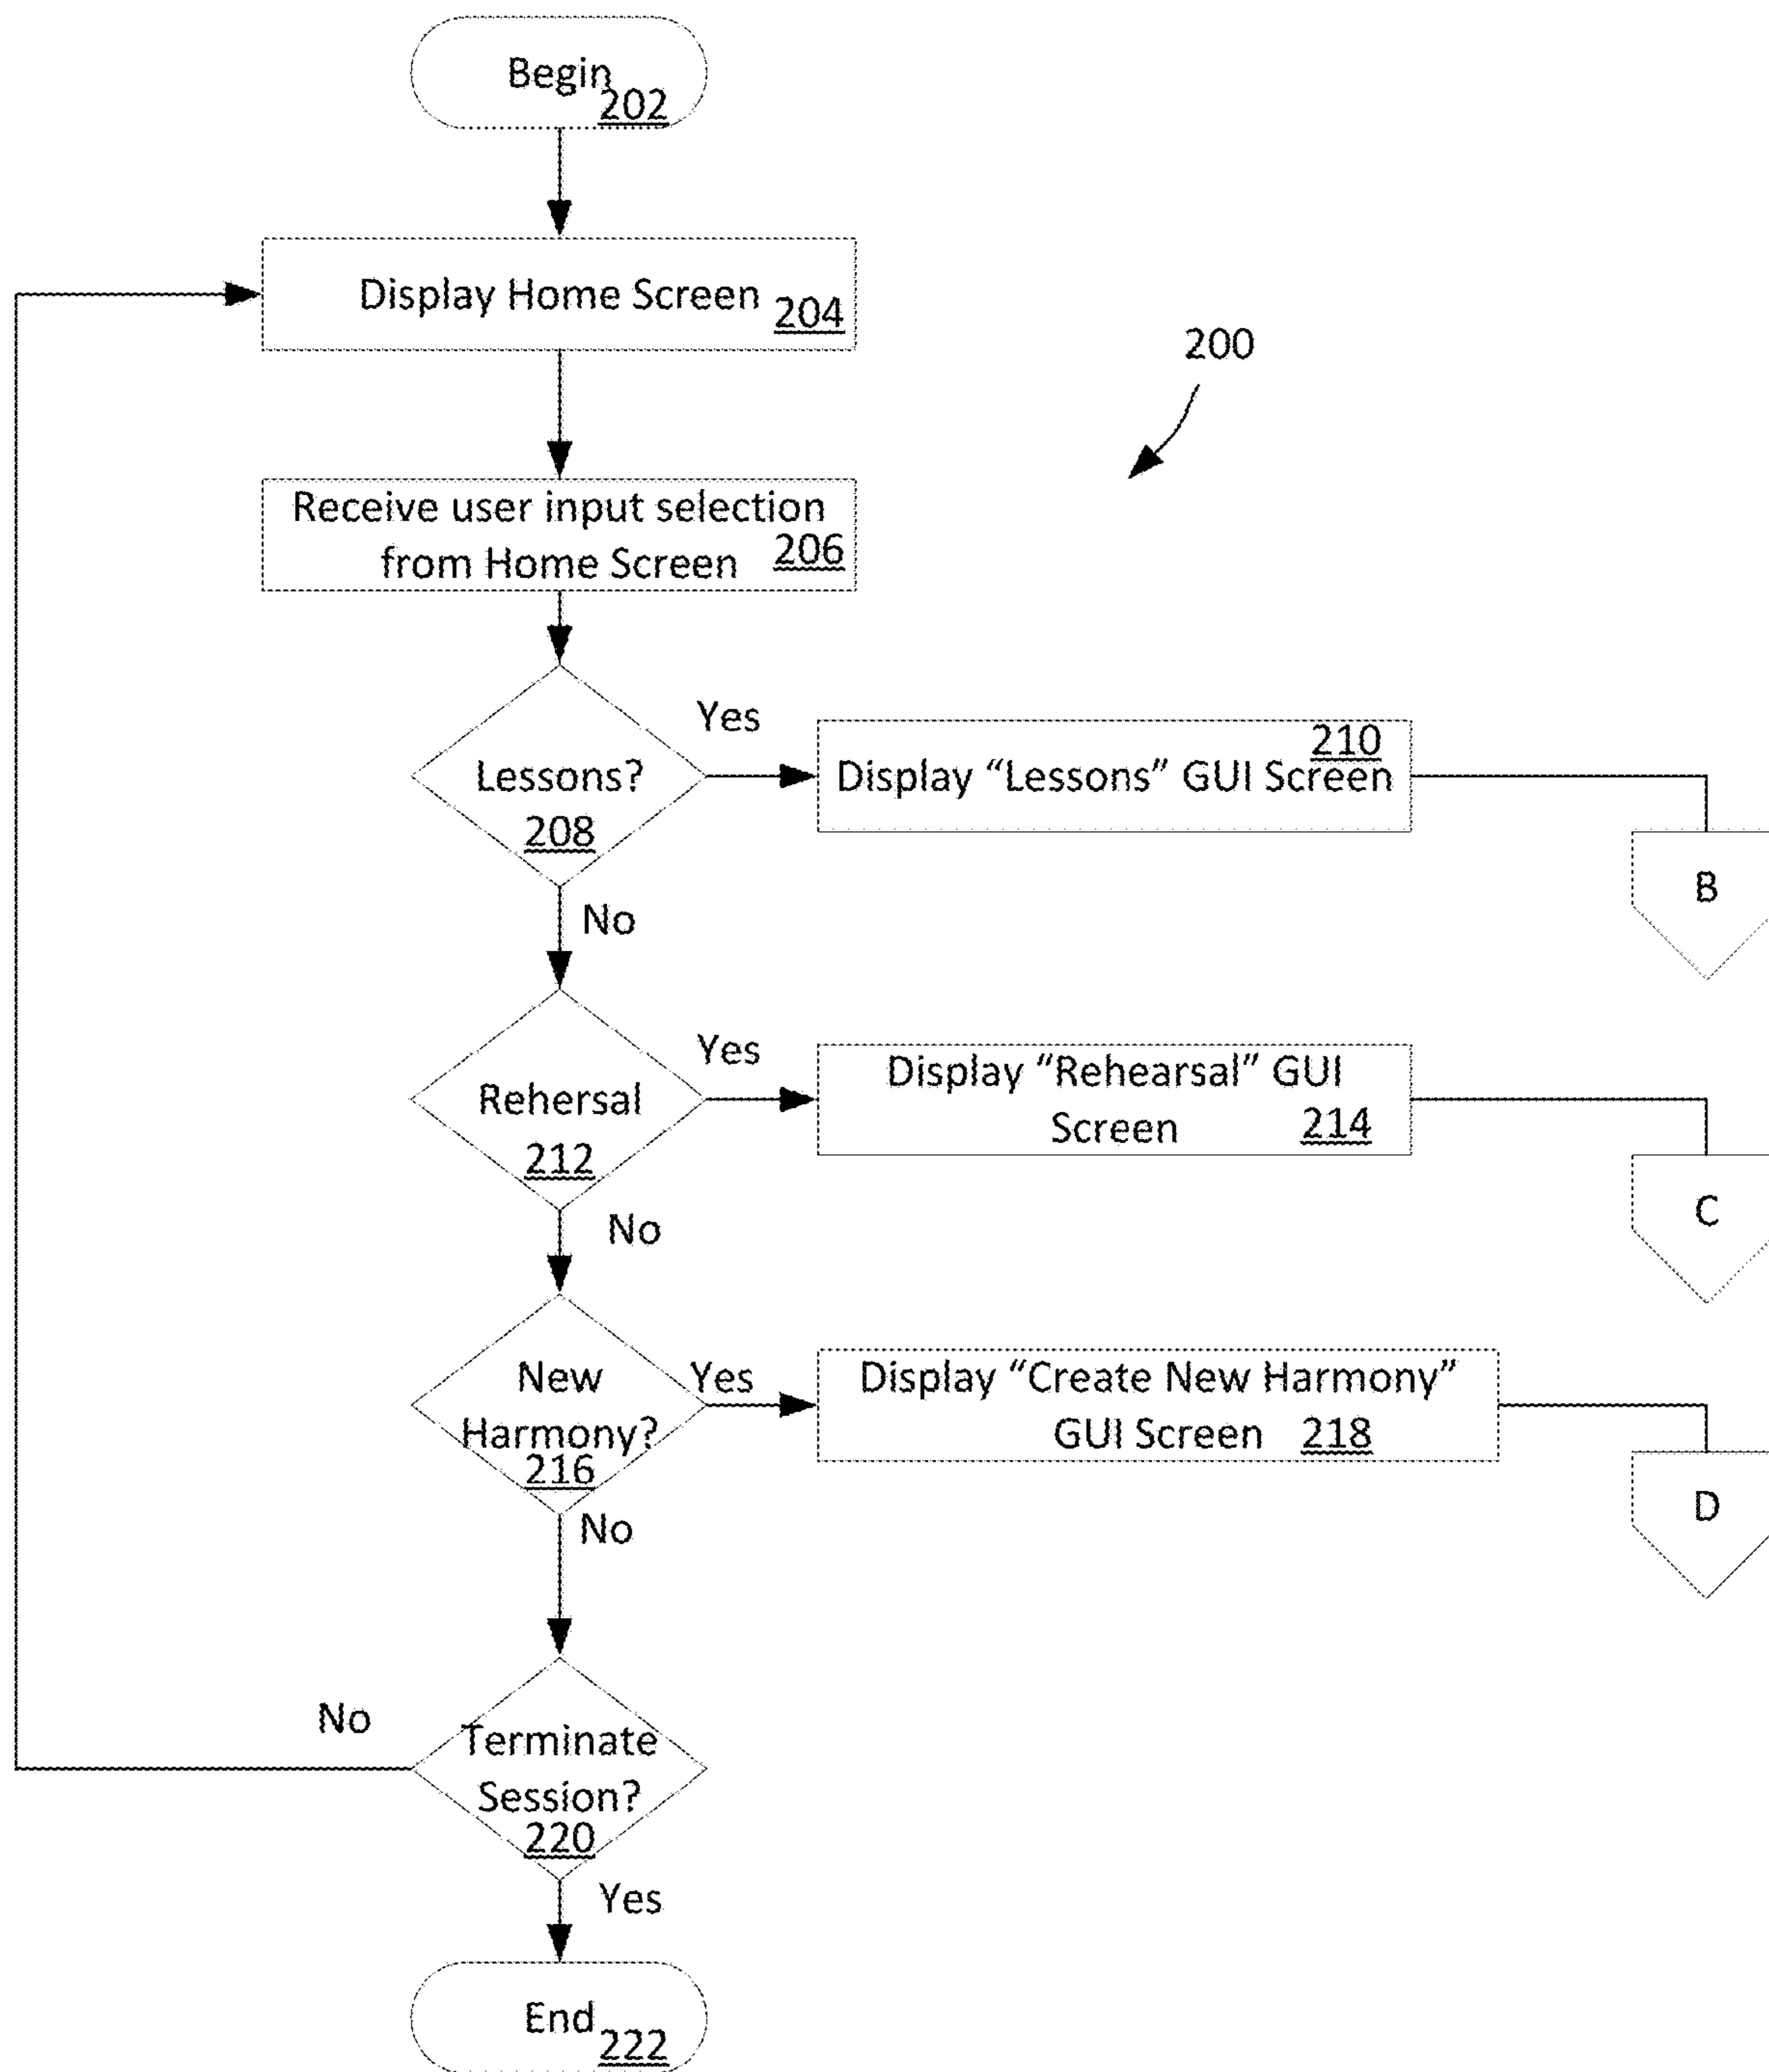 Begin
202
Display Home Screen
204
200
Receive user input selection
from Home Screen 206
Yes
Lessons?
208
210
Display “Lessons” GUI Screen
B
No
Yes
Rehersal
212
Display “Rehearsal” GUI
Screen 214
C
No
New
Harmony?
216
Yes
Display “Create New Harmony”
GUI Screen 218
D
No
No
Terminate
Session?
220
Yes
End
222